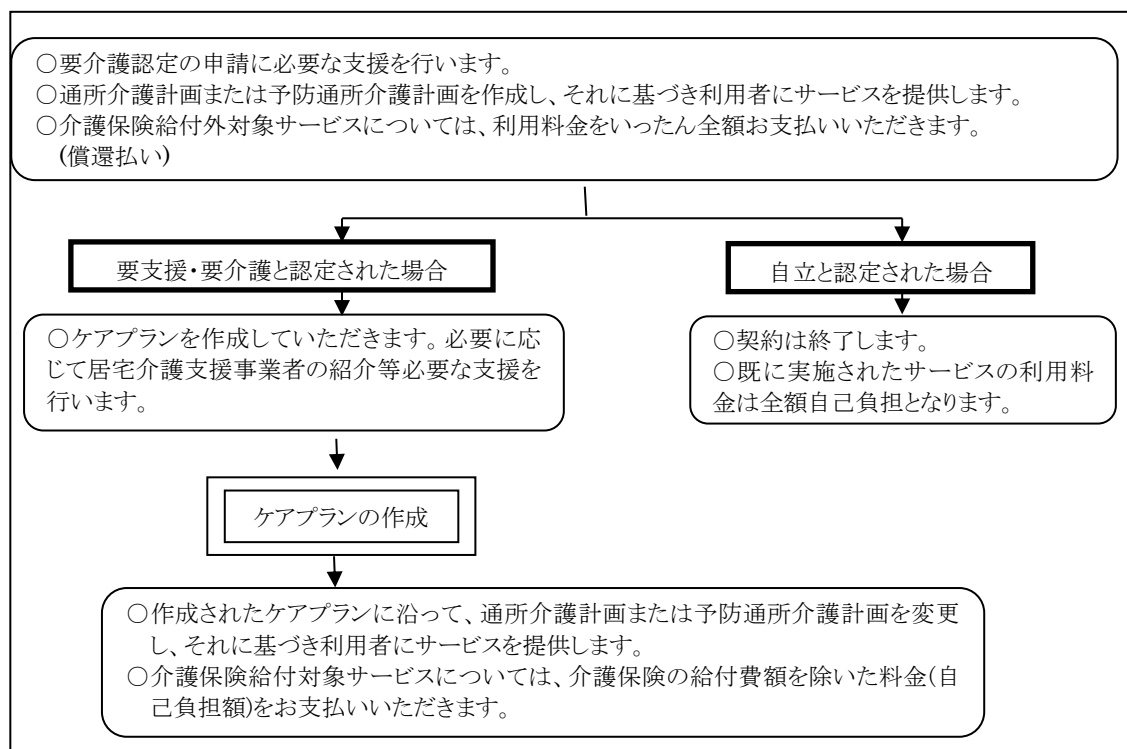 ○要介護認定の申請に必要な支援を行います。
○通所介護計画または予防通所介護計画を作成し、それに基づき利用者にサービスを提供します。
○介護保険給付外対象サービスについては、利用料金をいったん全額お支払いいただきます。
(償還払い)
要支援・要介護と認定された場合
自立と認定された場合
○ケアプランを作成していただきます。必要に応
じて居宅介護支援事業者の紹介等必要な支援を
行います。
○契約は終了します。
○既に実施されたサービスの利用料
金は全額自己負担となります。
ケアプランの作成
○作成されたケアプランに沿って、通所介護計画または予防通所介護計画を変更
し、それに基づき利用者にサービスを提供します。
○介護保険給付対象サービスについては、介護保険の給付費額を除いた料金(自
己負担額)をお支払いいただきます。